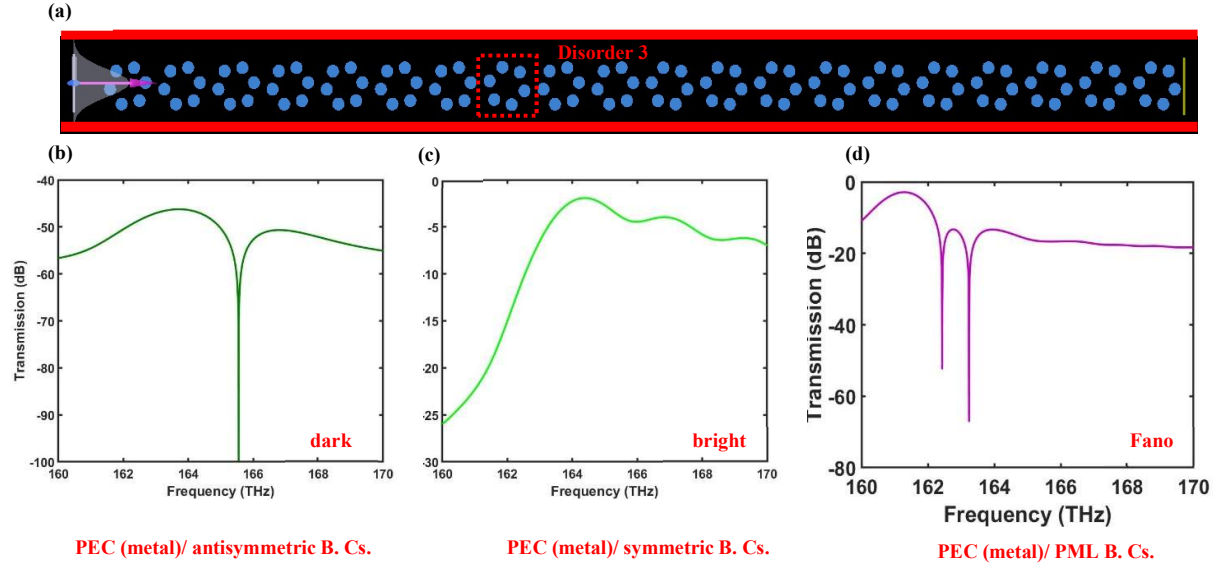 (a)
Disorder 3
(b)
(c)
(d)
-40
-50
-60
-70
-80
-90
-100
Transmission (dB)
160
162
164
166
168
170
Frequency (THz)
dark
0
-5
-10
-15
-20
-25
-30
160
162
164
166
168
170
Frequency (THz)
bright
0
-20
-40
-60
-80
Transmission (dB)
160
162
164
166
168
170
Frequency (THz)
Fano
PEC (metal)/ antisymmetric B. Cs.
PEC (metal)/ symmetric B. Cs.
PEC (metal)/ PML B. Cs.